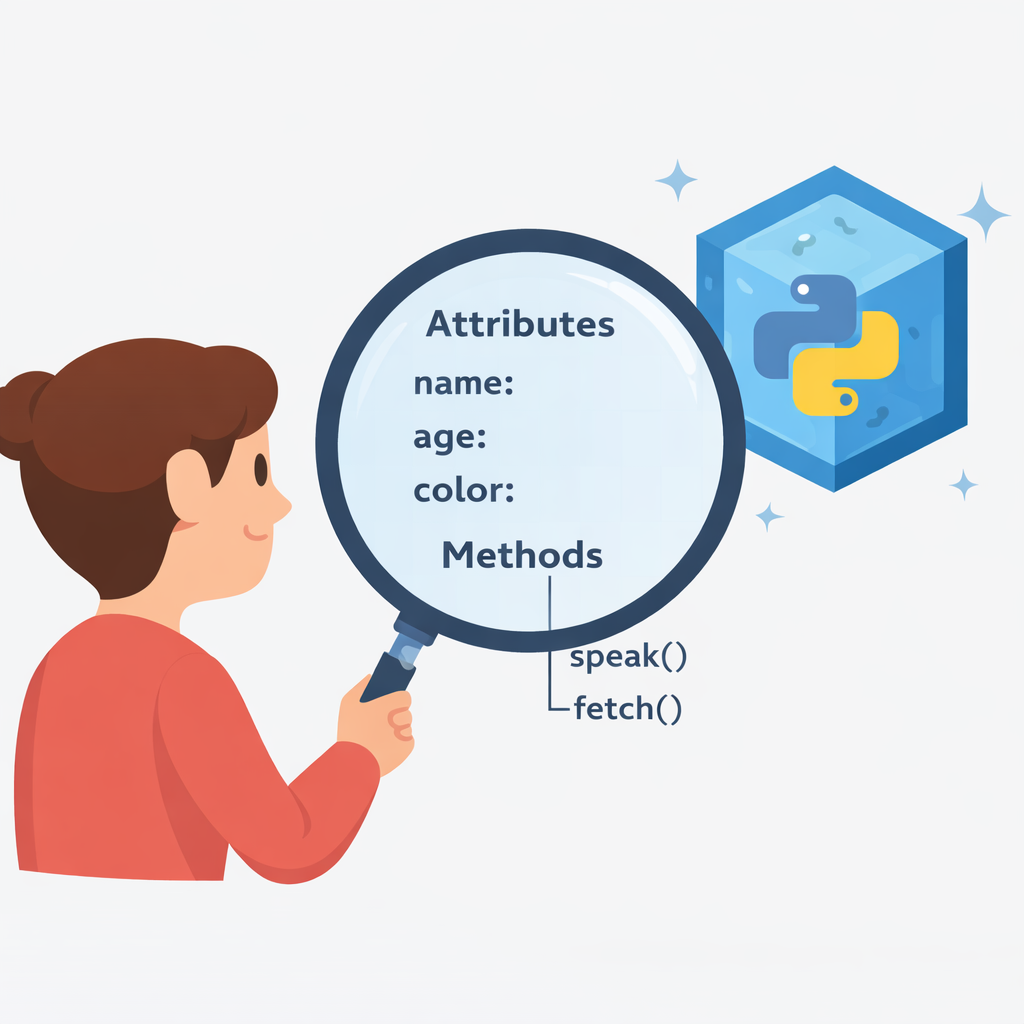 Attributes
name:
age:
color:
Methods
speak()
fetch()